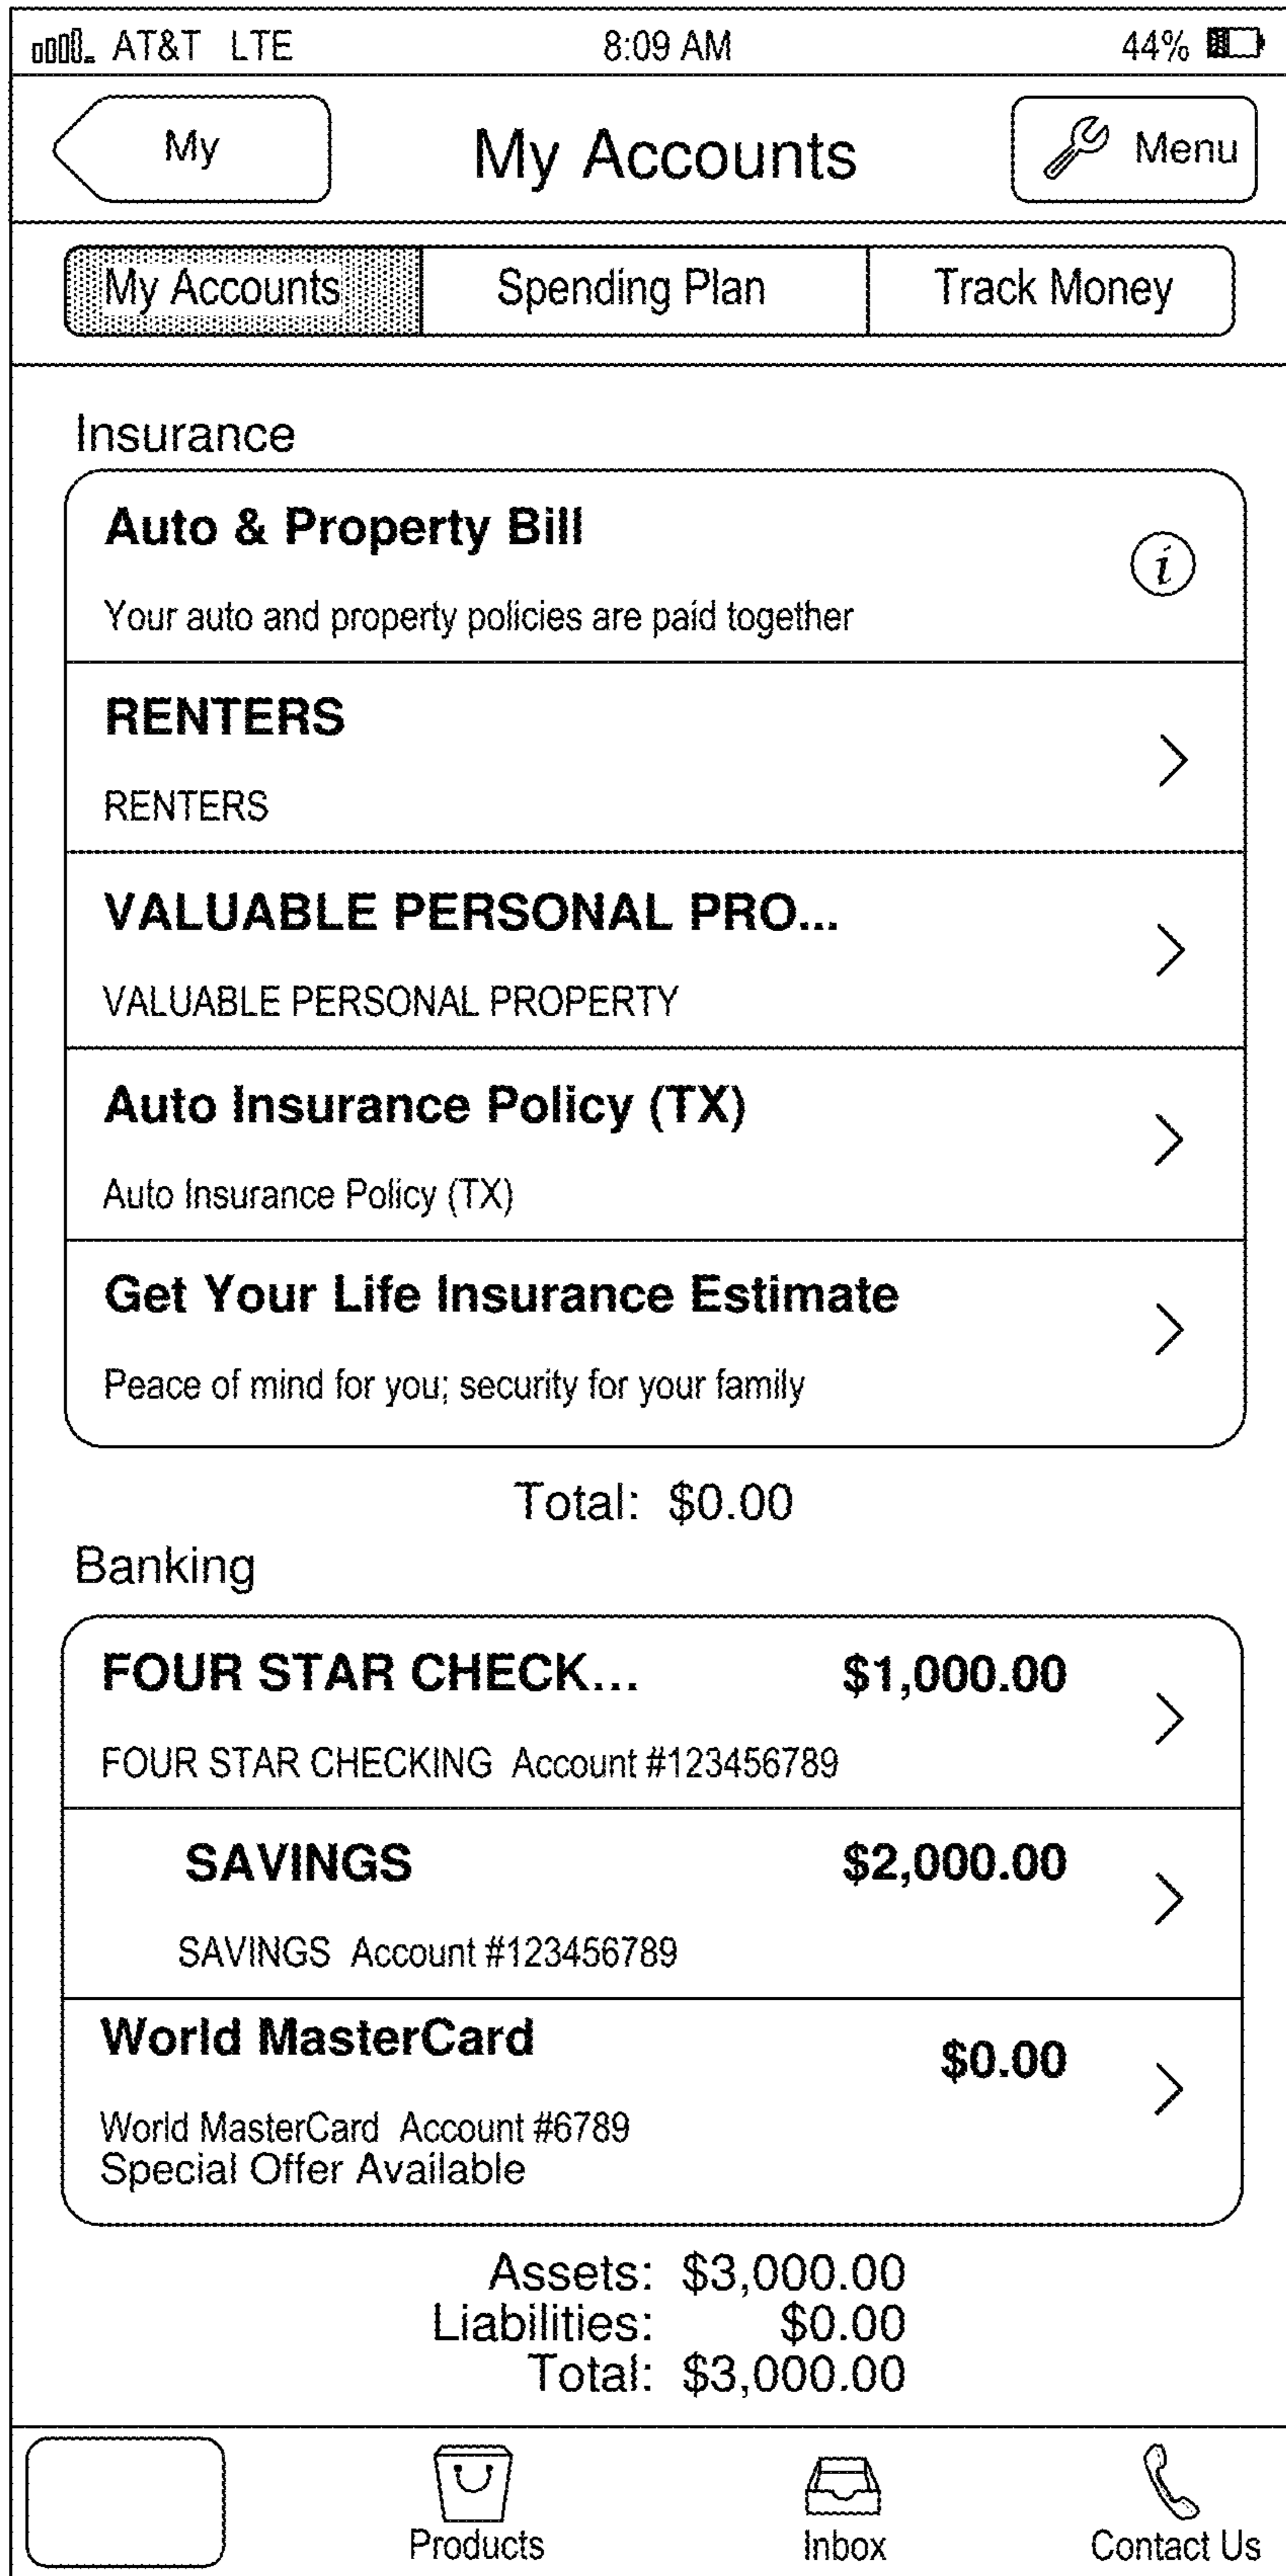 AT&T LTE 8:09 AM 44%
My My Accounts Menu
My Accounts Spending Plan Track Money
Insurance
Auto & Property Bill
i
Your auto and property policies are paid together
RENTERS
RENTERS
VALUABLE PERSONAL PRO...
VALUABLE PERSONAL PROPERTY
Auto Insurance Policy (TX)
Auto Insurance Policy (TX)
Get Your Life Insurance Estimate
Peace of mind for you; security for your family
Total: $0.00
Banking
FOUR STAR CHECK... $1,000.00
FOUR STAR CHECKING Account #123456789
SAVINGS $2,000.00
SAVINGS Account #123456789
World MasterCard $0.00
World MasterCard Account #6789
Special Offer Available
Assets: $3,000.00
Liabilities: $0.00
Total: $3,000.00
Products Inbox Contact Us